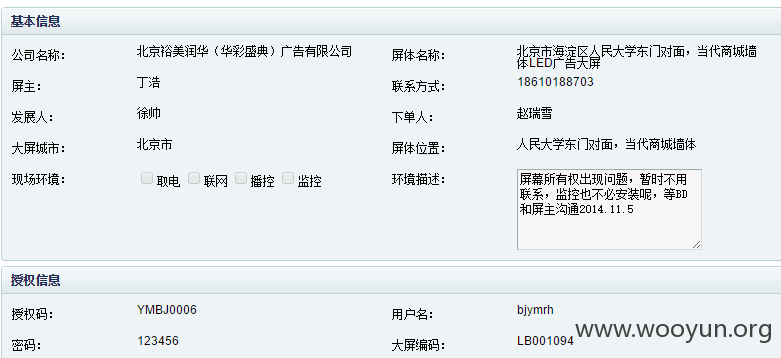 基本信息
公司名称： 北京裕美润华（华彩盛典）广告有限公司 屏体名称： 北京市海淀区人民大学东门对面，当代商城墙
体LED广告大屏
屏主： 丁浩 联系方式： 18610188703
发展人： 徐帅 下单人： 赵瑞雪
大屏城市： 北京市 屏体位置： 人民大学东门对面，当代商城墙体
现场环境： 取电 联网 播控 监控 环境描述： 屏幕所有权出现问题，暂时不用
联系，监控也不必安装呢，等BD
和屏主沟通2014.11.5
授权信息
授权码： YMBJ0006 用户名： bjymrh
密码： 123456 大屏编码： LB001094
www.wooyun.org